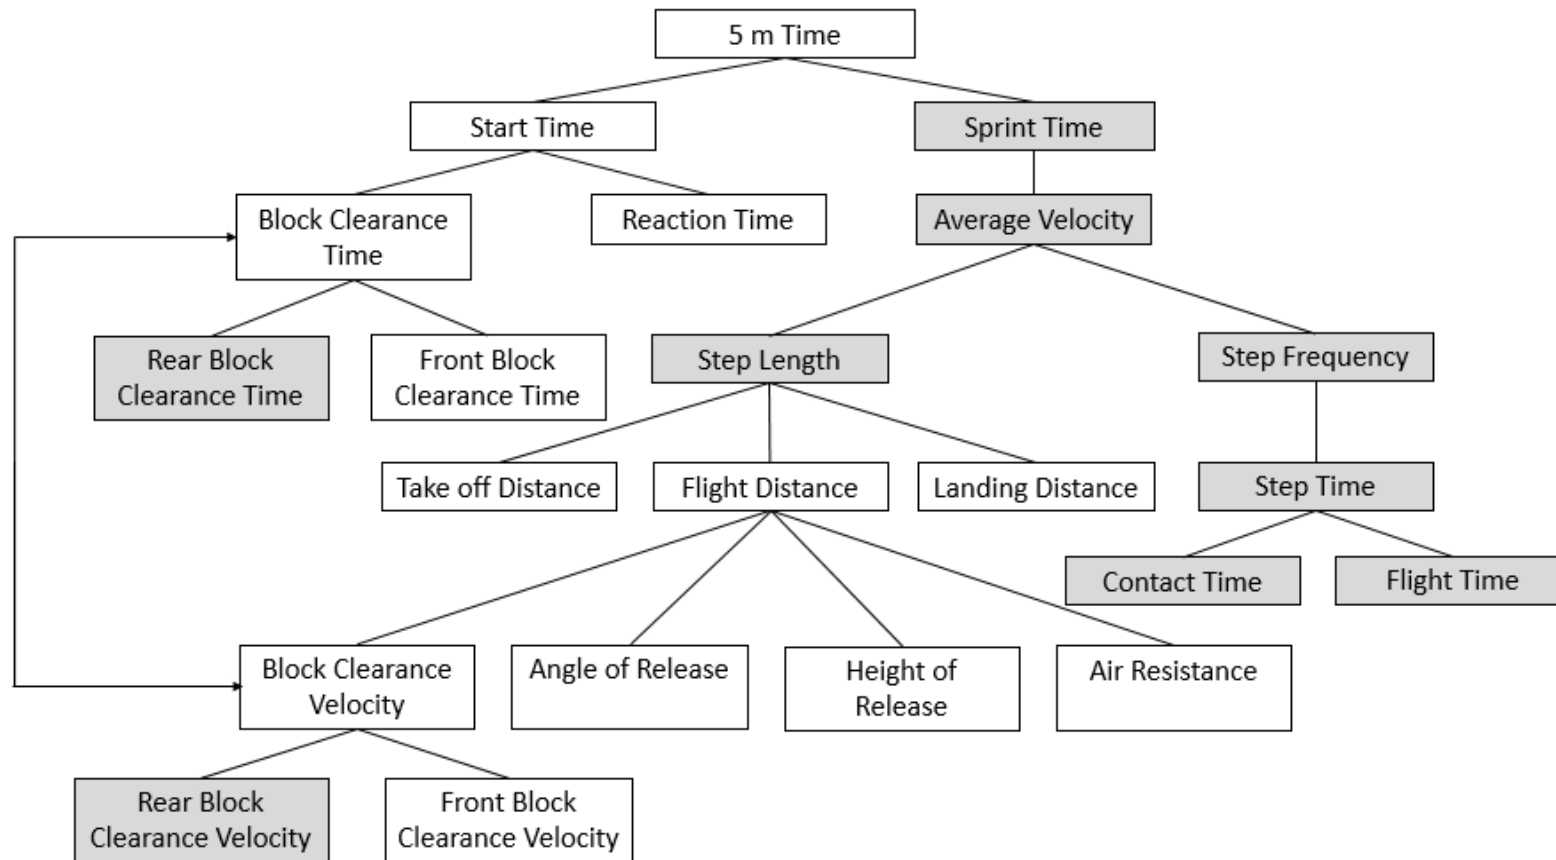 5 m Time
Start Time
Sprint Time
Block Clearance
Time
Reaction Time
Average Velocity
Rear Block
Clearance Time
Front Block
Clearance Time
Step Length
Step Frequency
Take off Distance
Flight Distance
Landing Distance
Step Time
Contact Time
Flight Time
Block Clearance
Velocity
Angle of Release
Height of
Release
Air Resistance
Rear Block
Clearance Velocity
Front Block
Clearance Velocity